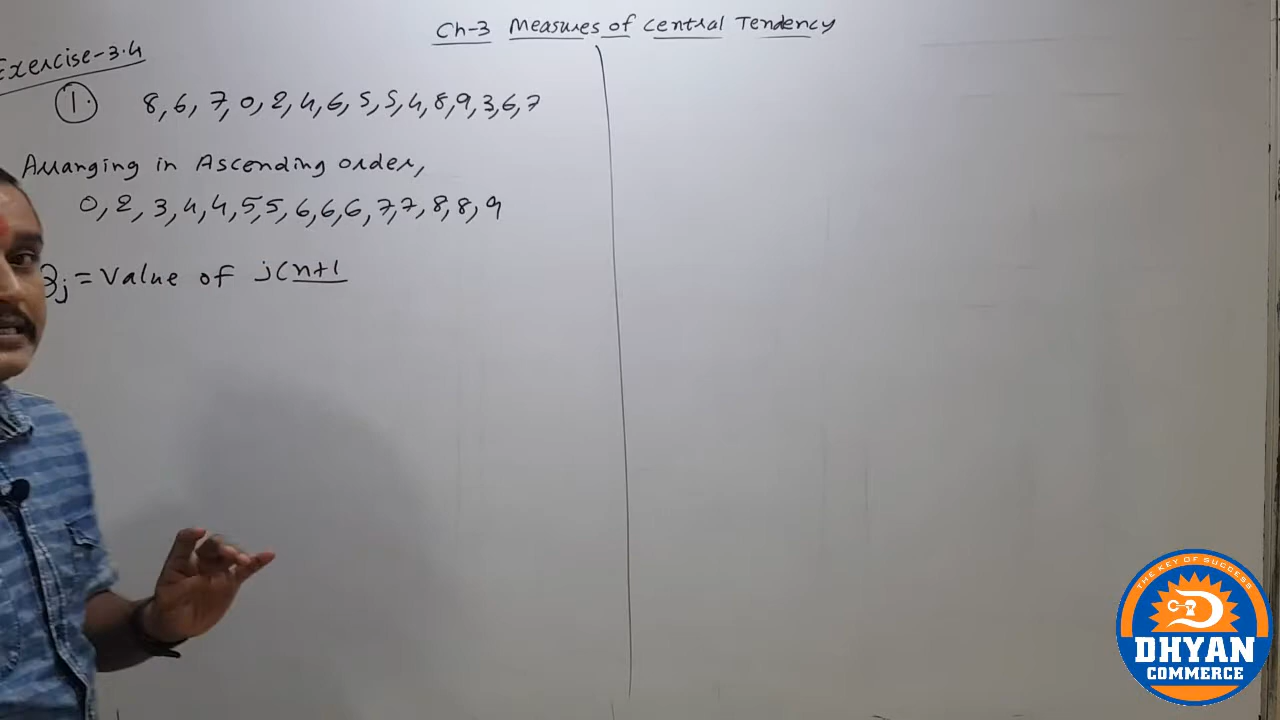 Ch-3 Measures of Central Tendency
Exercise-3.4
1. 8, 6, 7, 0, 2, 4, 6, 5, 5, 4, 8, 9, 3, 6, 7
Arranging in Ascending order,
0, 2, 3, 4, 4, 5, 5, 6, 6, 6, 7, 7, 8, 8, 9
j = Value of j(n+1
THE KEY OF SUCCESS
DHYAN
COMMERCE